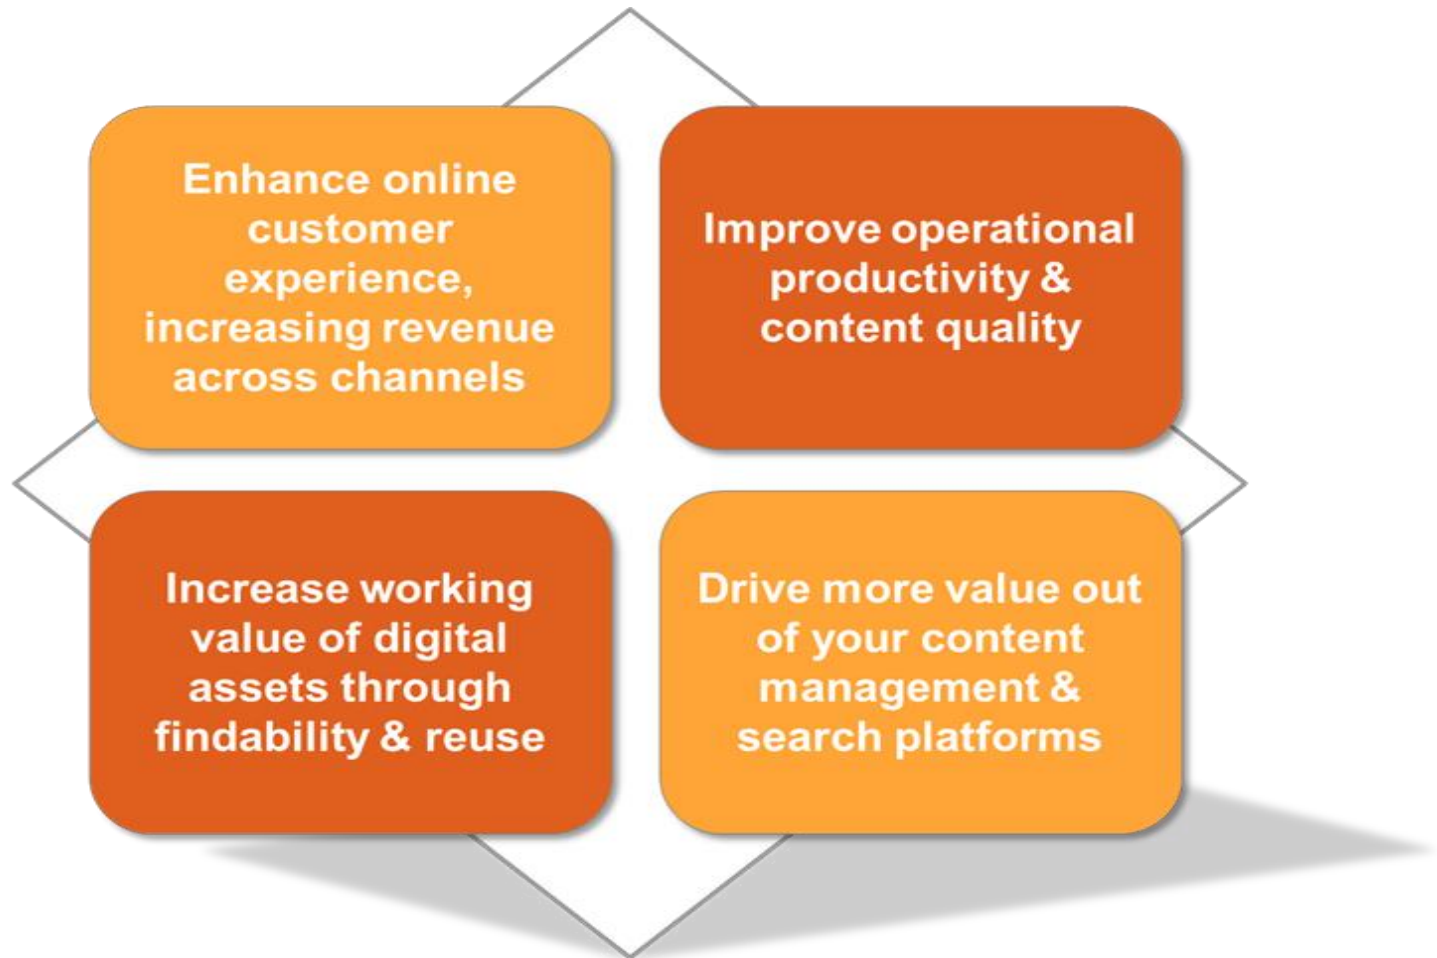 Enhance online
customer
experience,
increasing revenue
across channels
Improve operational
productivity &
content quality
Increase working
value of digital
assets through
findability & reuse
Drive more value out
of your content
management &
search platforms